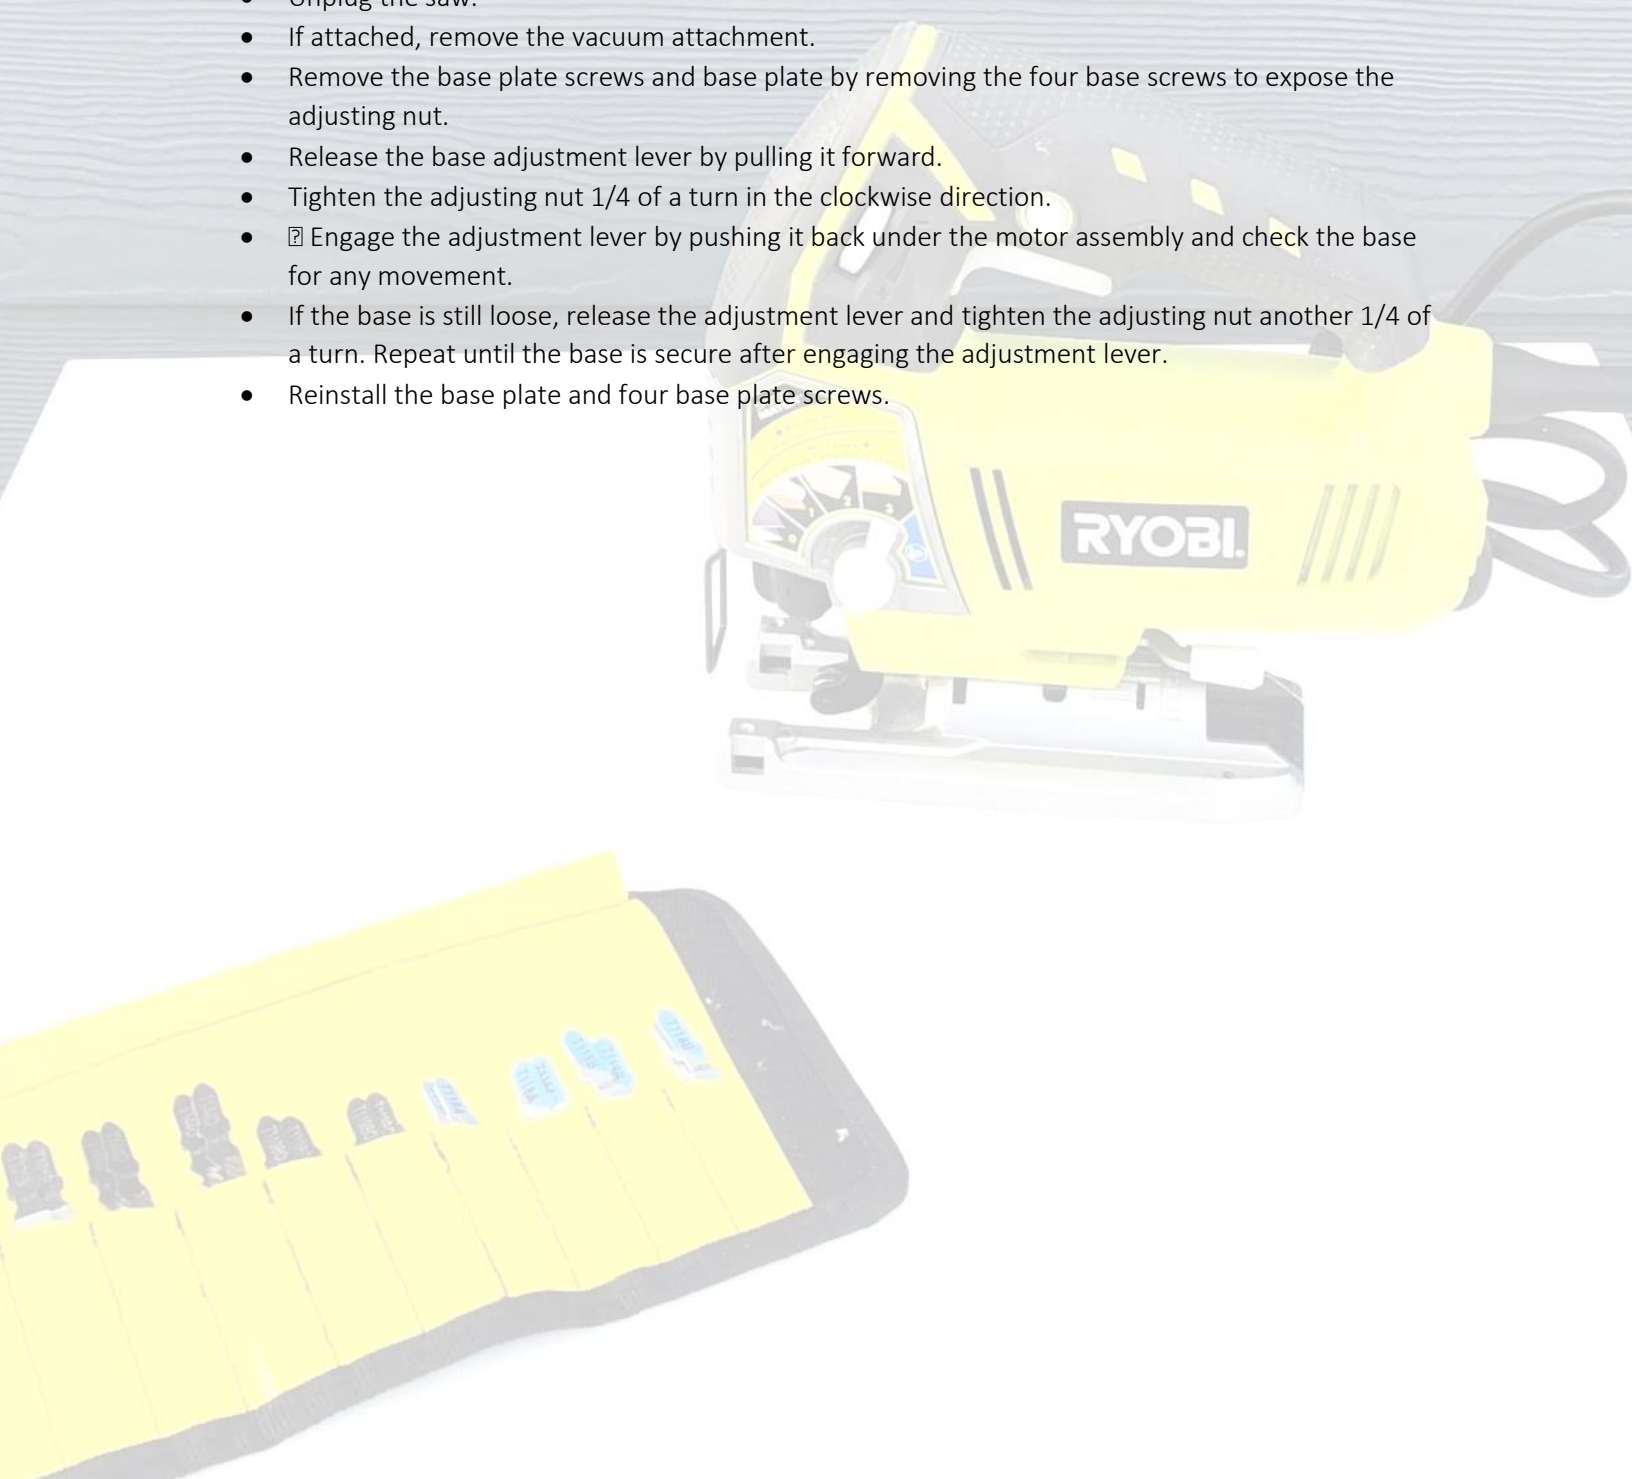 • Unplug the saw.
• If attached, remove the vacuum attachment.
• Remove the base plate screws and base plate by removing the four base screws to expose the
adjusting nut.
• Release the base adjustment lever by pulling it forward.
• Tighten the adjusting nut 1/4 of a turn in the clockwise direction.
• ⍰ Engage the adjustment lever by pushing it back under the motor assembly and check the base
for any movement.
• If the base is still loose, release the adjustment lever and tighten the adjusting nut another 1/4 of
a turn. Repeat until the base is secure after engaging the adjustment lever.
• Reinstall the base plate and four base plate screws.
RYOBI.